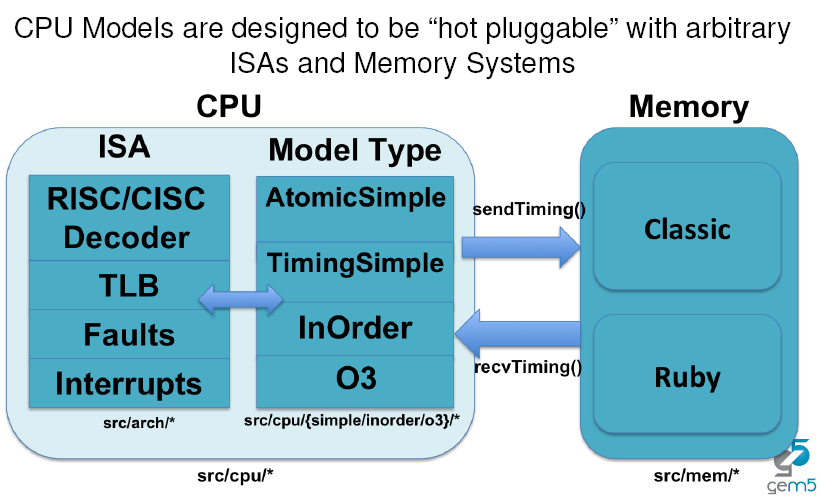 CPU Models are designed to be “hot pluggable” with arbitrary
ISAs and Memory Systems
CPU
Memory
ISA
Model Type
RISC/CISC
Decoder
TLB
Faults
Interrupts
src/arch/*
AtomicSimple
TimingSimple
InOrder
O3
src/cpu/{simple/inorder/o3}/*
src/cpu/*
sendTiming()
recvTiming()
Classic
Ruby
src/mem/*
gem5